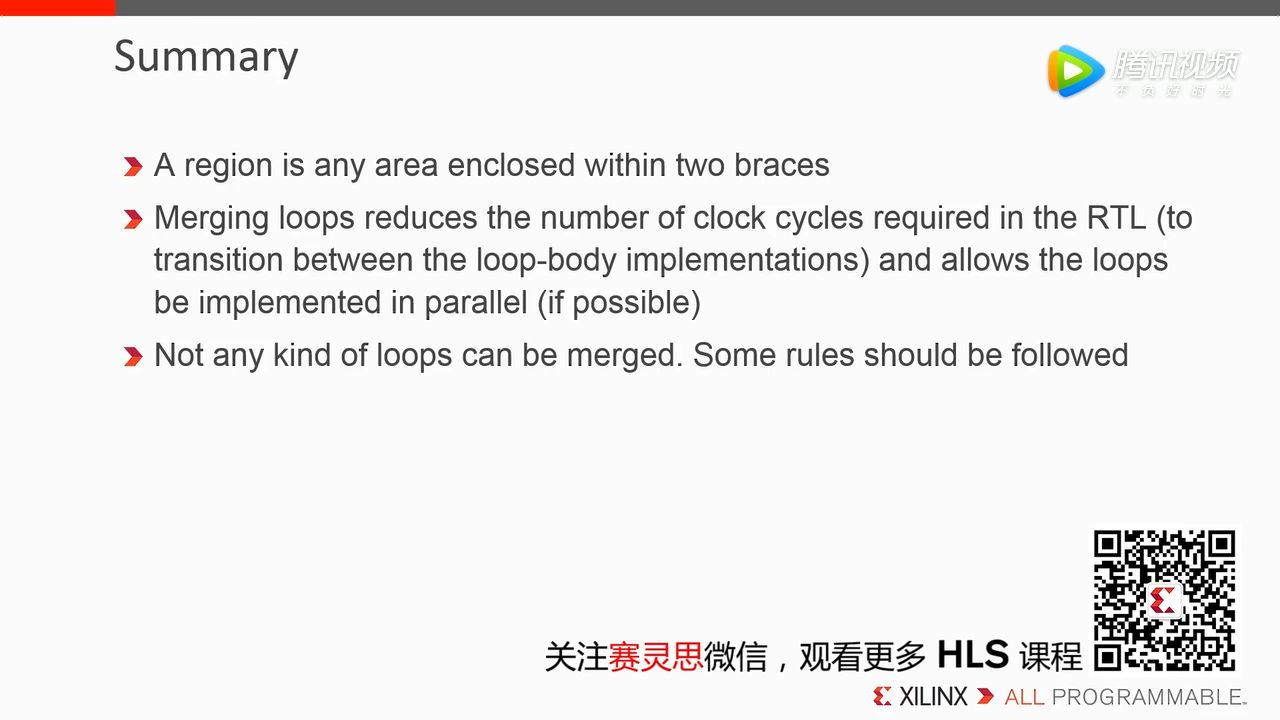 Summary
腾讯视频
不负好时光
A region is any area enclosed within two braces
Merging loops reduces the number of clock cycles required in the RTL (to
transition between the loop-body implementations) and allows the loops
be implemented in parallel (if possible)
Not any kind of loops can be merged. Some rules should be followed
关注赛灵思微信，观看更多 HLS 课程
XILINX ALL PROGRAMMABLE™